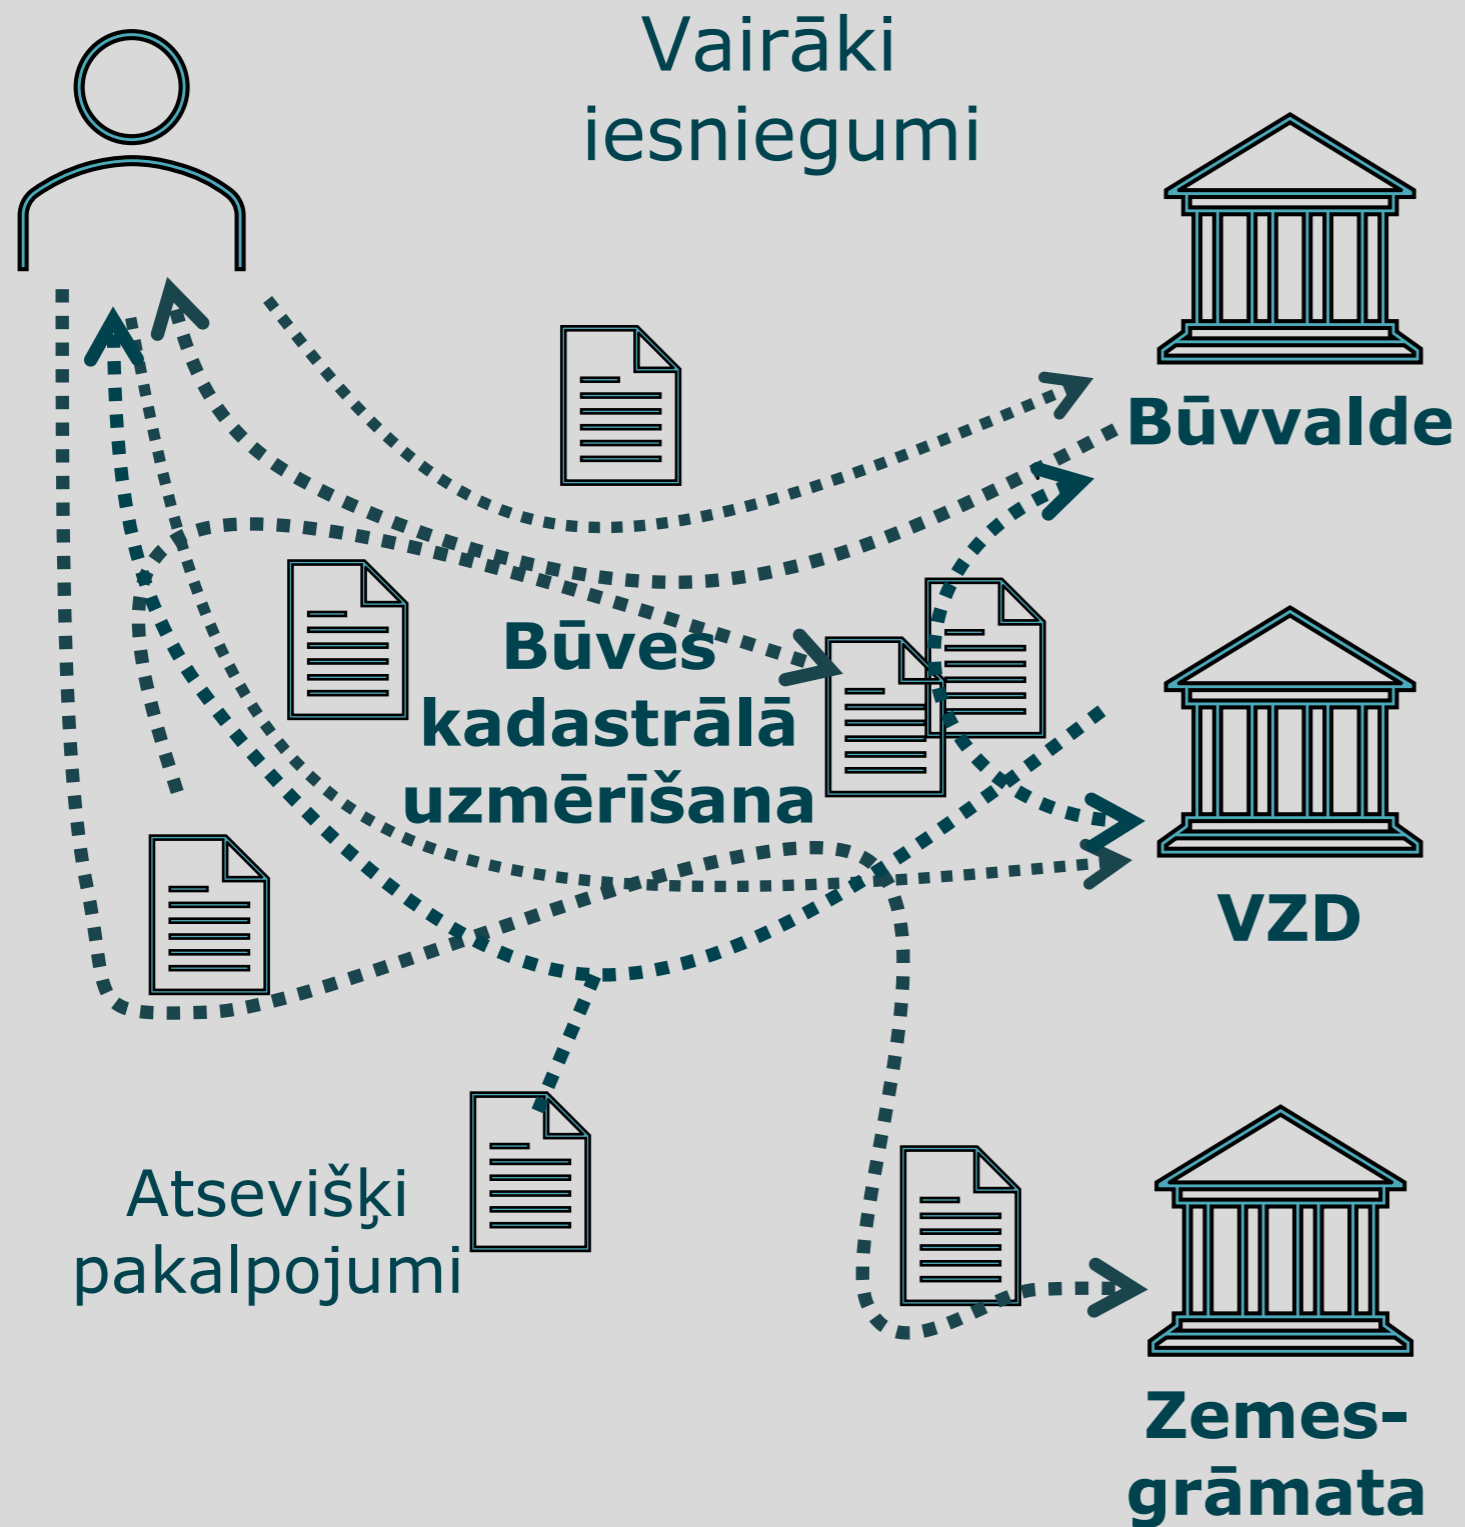 Vairāki
iesniegumi
Būvvalde
Būves
kadastrālā
uzmērīšana
VZD
Atsevišķi
pakalpojumi
Zemes-
grāmata